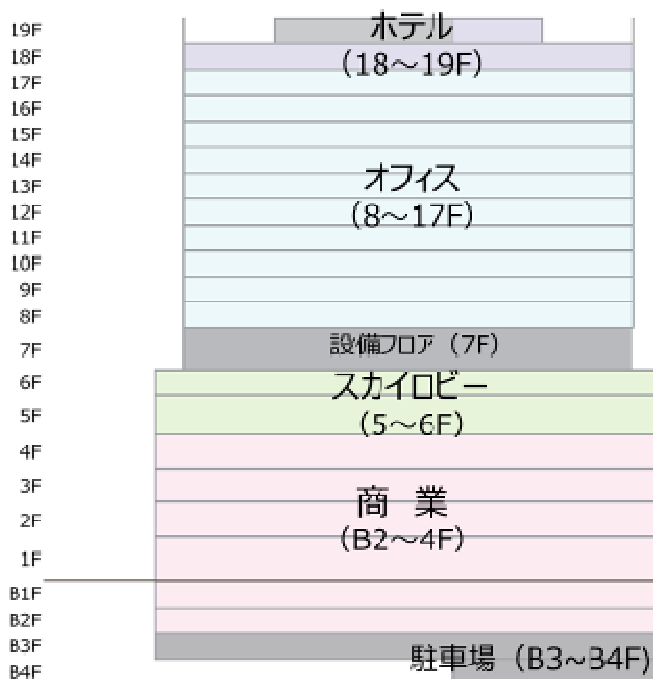 19F
ホテル
18F
(18~19F)
17F
16F
15F
14F
オフィス
13F
12F
(8~17F)
11F
10F
9F
8F
7F
設備フロア(7F)
6F
スカイロビー
5F
(5~6F)
4F
3F
商 業
2F
(B2~4F)
1F
B1F
B2F
B3F
駐車場(B3~B4F)
B4F